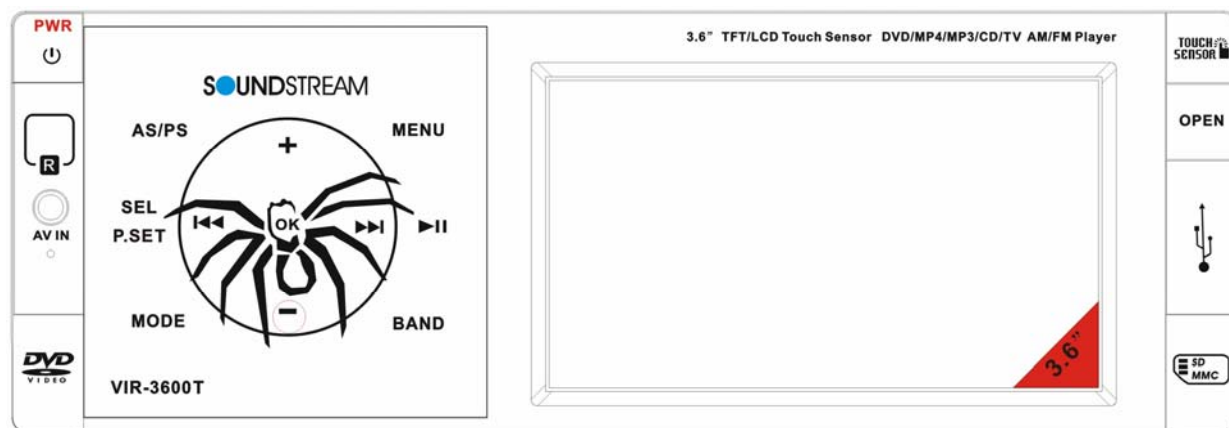 PWR
3.6" TFT/LCD Touch Sensor DVD/MP4/MP3/CD/TV AM/FM Player
TOUCH
SENSOR
SOUNDSTREAM
AS/PS
+
MENU
OPEN
R
SEL
OK
P.SET
AV IN
MODE
-
BAND
DVD
VIDEO
VIR-3600T
3.6"
SD
MMC